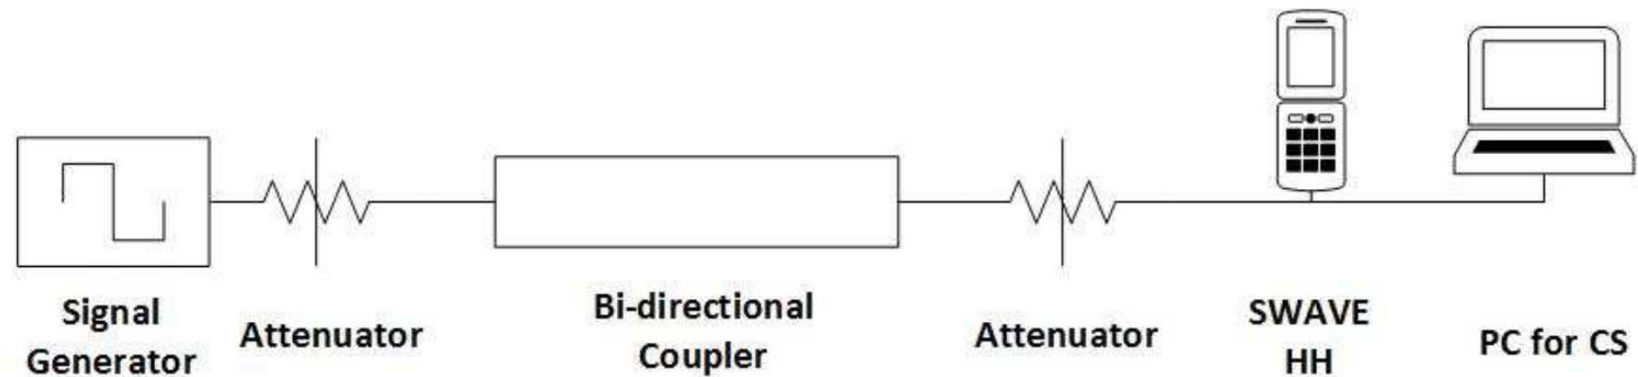 Signal
Generator
Attenuator
Bi-directional
Coupler
Attenuator
SWAVE
HH
PC for CS